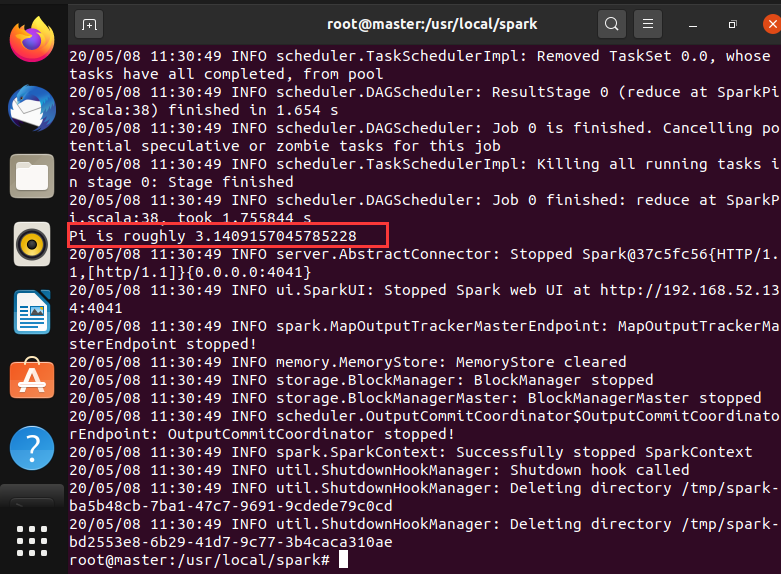 root@master:/usr/local/spark
20/05/08 11:30:49 INFO scheduler.TaskSchedulerImpl: Removed TaskSet 0.0, whose
tasks have all completed, from pool
20/05/08 11:30:49 INFO scheduler.DAGScheduler: ResultStage 0 (reduce at SparkPi
.scala:38) finished in 1.654 s
20/05/08 11:30:49 INFO scheduler.DAGScheduler: Job 0 is finished. Cancelling po
tential speculative or zombie tasks for this job
20/05/08 11:30:49 INFO scheduler.TaskSchedulerImpl: Killing all running tasks i
n stage 0: Stage finished
20/05/08 11:30:49 INFO scheduler.DAGScheduler: Job 0 finished: reduce at SparkP
i.scala:38, took 1.755844 s
Pi is roughly 3.1409157045785228
20/05/08 11:30:49 INFO server.AbstractConnector: Stopped Spark@37c5fc56{HTTP/1.
1,[http/1.1]}{0.0.0.0:4041}
20/05/08 11:30:49 INFO ui.SparkUI: Stopped Spark web UI at http://192.168.52.13
4:4041
20/05/08 11:30:49 INFO spark.MapOutputTrackerMasterEndpoint: MapOutputTrackerMa
sterEndpoint stopped!
20/05/08 11:30:49 INFO memory.MemoryStore: MemoryStore cleared
20/05/08 11:30:49 INFO storage.BlockManager: BlockManager stopped
20/05/08 11:30:49 INFO storage.BlockManagerMaster: BlockManagerMaster stopped
20/05/08 11:30:49 INFO scheduler.OutputCommitCoordinator$OutputCommitCoordinato
rEndpoint: OutputCommitCoordinator stopped!
20/05/08 11:30:49 INFO spark.SparkContext: Successfully stopped SparkContext
20/05/08 11:30:49 INFO util.ShutdownHookManager: Shutdown hook called
20/05/08 11:30:49 INFO util.ShutdownHookManager: Deleting directory /tmp/spark-
ba5b48cb-7ba1-47c7-9691-9cdede79c0cd
20/05/08 11:30:49 INFO util.ShutdownHookManager: Deleting directory /tmp/spark-
bd2553e8-6b29-41d7-9c77-3b4caca310ae
root@master:/usr/local/spark#